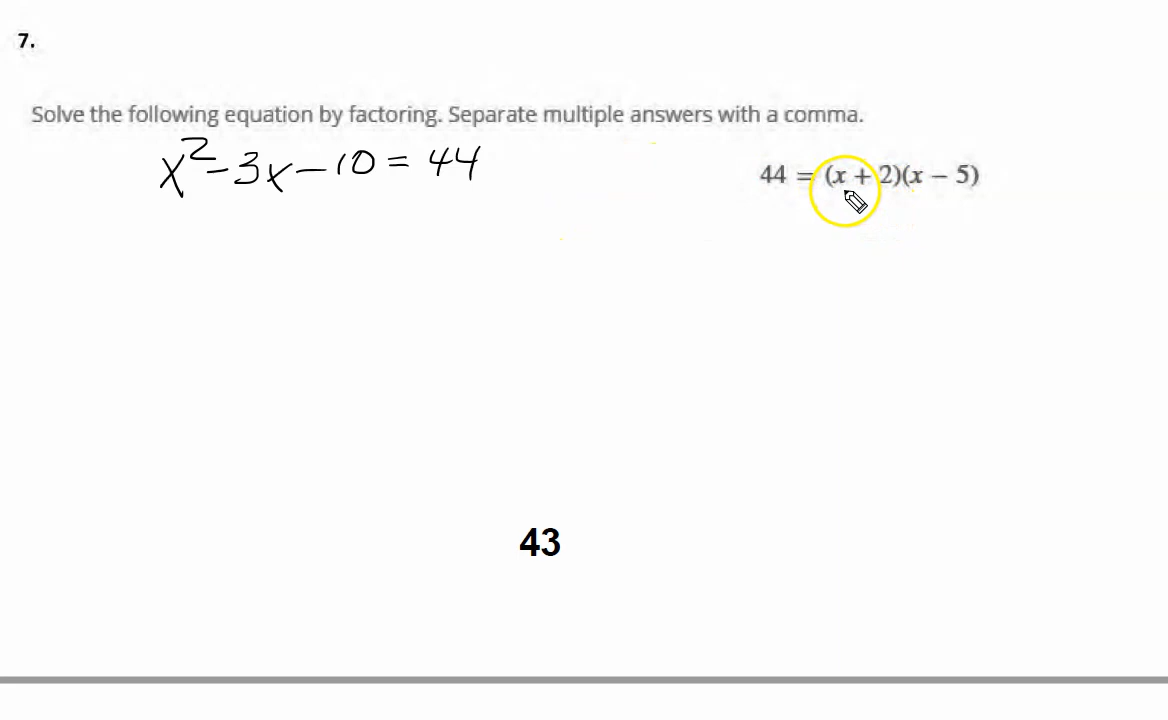 7.
Solve the following equation by factoring. Separate multiple answers with a comma.
x² - 3x - 10 = 44
44 = (x + 2)(x − 5)
43